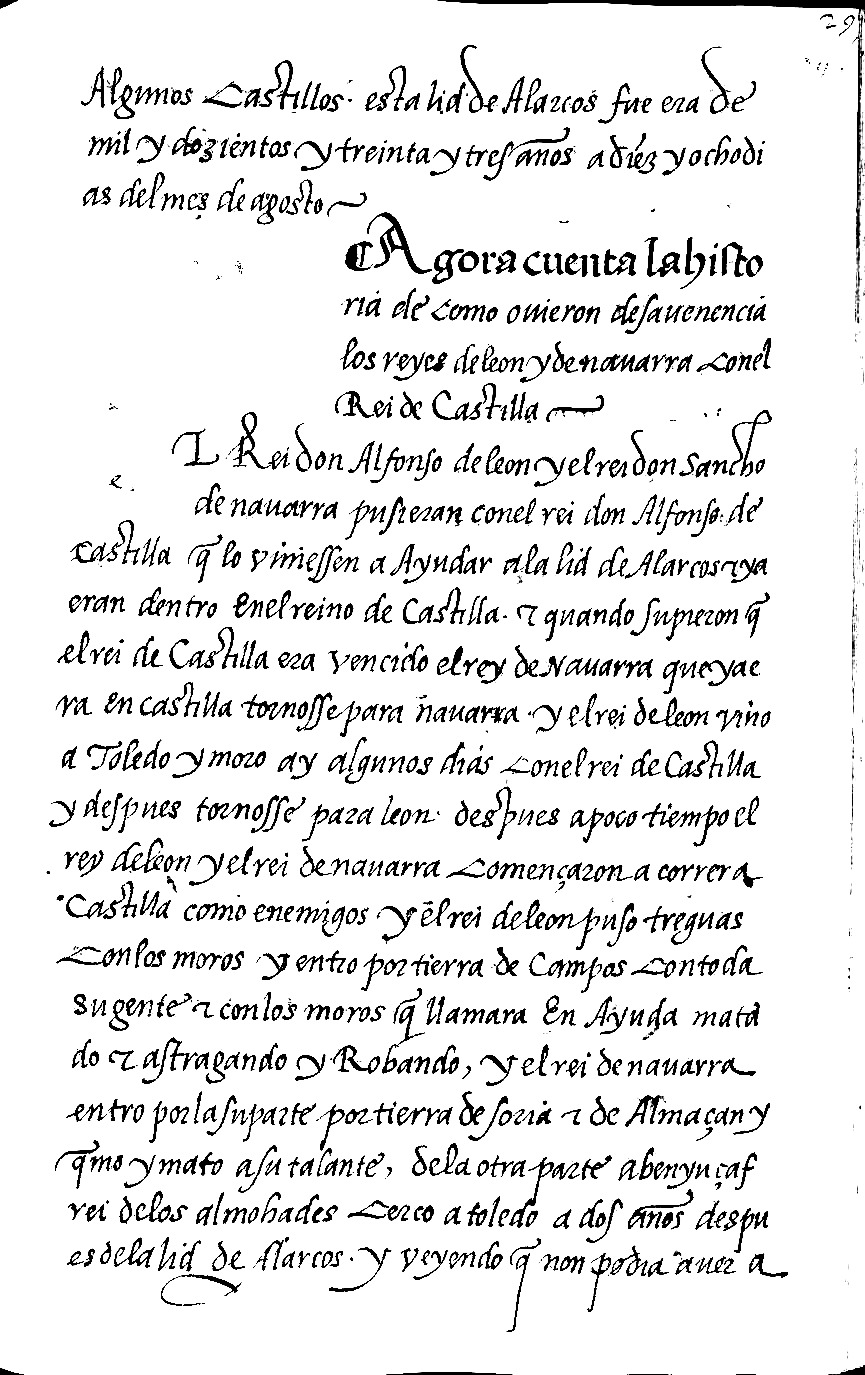 29
Algunos Castillos. esta lid de Alarcos fue era de
mil y dozientos y treinta y tres años a diez y ocho di
as del mes de agosto
Agora cuenta la histo
ria de como ouieron desauenencia
los reyes de leon y de nauarra con el
Rei de Castilla
L Rei don Alfonso de leon y el rei don Sancho
e.
de nauarra pusieran con el rei don Alfonso de
Castilla q̃ lo viniessen a Ayudar a la lid de Alarcos ⁊ ya
eran dentro En el reino de Castilla. ⁊ quando supieron q̃
el rei de Castilla era vencido el rey de Nauarra que ya e
ra En castilla tornosse para nauarra. y el rei de leon vino
a Toledo y moro ay algunos dias con el rei de Castilla
y despues tornosse para leon. despues a poco tiempo el
rey de leon y el rei de nauarra començaron a correr a
Castilla como enemigos y el rei de leon puso treguas
con los moros y entro por tierra de Campos con toda
su gente ⁊ con los moros q̃ llamara En Ayuda mata
do ⁊ astragando y Robando, y el rei de nauarra
entro por la su parte por tierra de soria ⁊ de Almaçan y
q̃mo y mato a su talante, de la otra parte abenyuçaf
rei de los almohades cerco a toledo a dos años despu
es de la lid de Alarcos. y veyendo q̃ non podia auer a